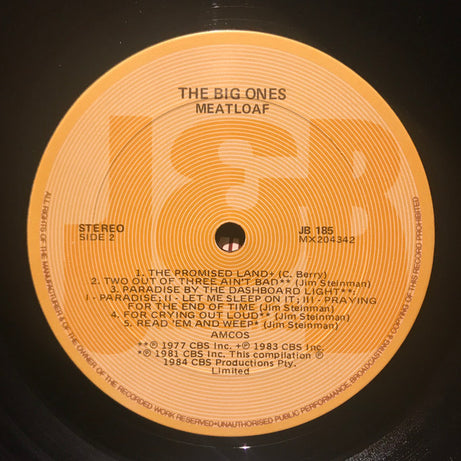 J&B
THE BIG ONES
MEATLOAF
STEREO
SIDE 2
JB 185
MX204342
1. THE PROMISED LAND+ (C. Berry)
2. TWO OUT OF THREE AIN'T BAD** (Jim Steinman)
3. PARADISE BY THE DASHBOARD LIGHT**:
I - PARADISE; II - LET ME SLEEP ON IT; III - PRAYING
FOR THE END OF TIME (Jim Steinman)
4. FOR CRYING OUT LOUD** (Jim Steinman)
5. READ 'EM AND WEEP* (Jim Steinman)
AMCOS
**℗ 1977 CBS Inc. +℗ 1983 CBS Inc.
*℗ 1981 CBS Inc. This compilation ℗
1984 CBS Productions Pty.
Limited
ALL RIGHTS OF THE MANUFACTURER & OF THE OWNER OF THE RECORDED WORK RESERVED•UNAUTHORISED PUBLIC PERFORMANCE, BROADCASTING & COPYING OF THIS RECORD PROHIBITED